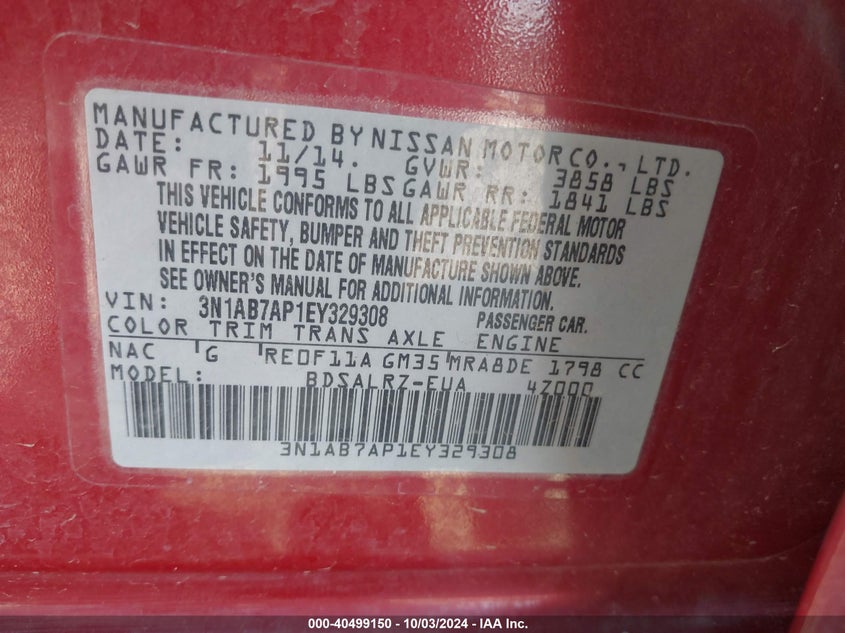 MANUFACTURED BY NISSAN MOTOR CO., LTD.
DATE: 11/14. GVWR: 3858 LBS
GAWR FR: 1995 LBS GAWR RR: 1841 LBS
THIS VEHICLE CONFORMS TO ALL APPLICABLE FEDERAL MOTOR
VEHICLE SAFETY, BUMPER AND THEFT PREVENTION STANDARDS
IN EFFECT ON THE DATE OF MANUFACTURE SHOWN ABOVE.
SEE OWNER'S MANUAL FOR ADDITIONAL INFORMATION.
VIN: 3N1AB7AP1EY329308 PASSENGER CAR.
COLOR TRIM TRANS AXLE ENGINE
NAC G RE0F11A GM35 MRA8DE 1798 CC
MODEL: BDSALRZ-EUA 4Z000
3N1AB7AP1EY329308
000-40499150 - 10/03/2024 - IAA Inc.